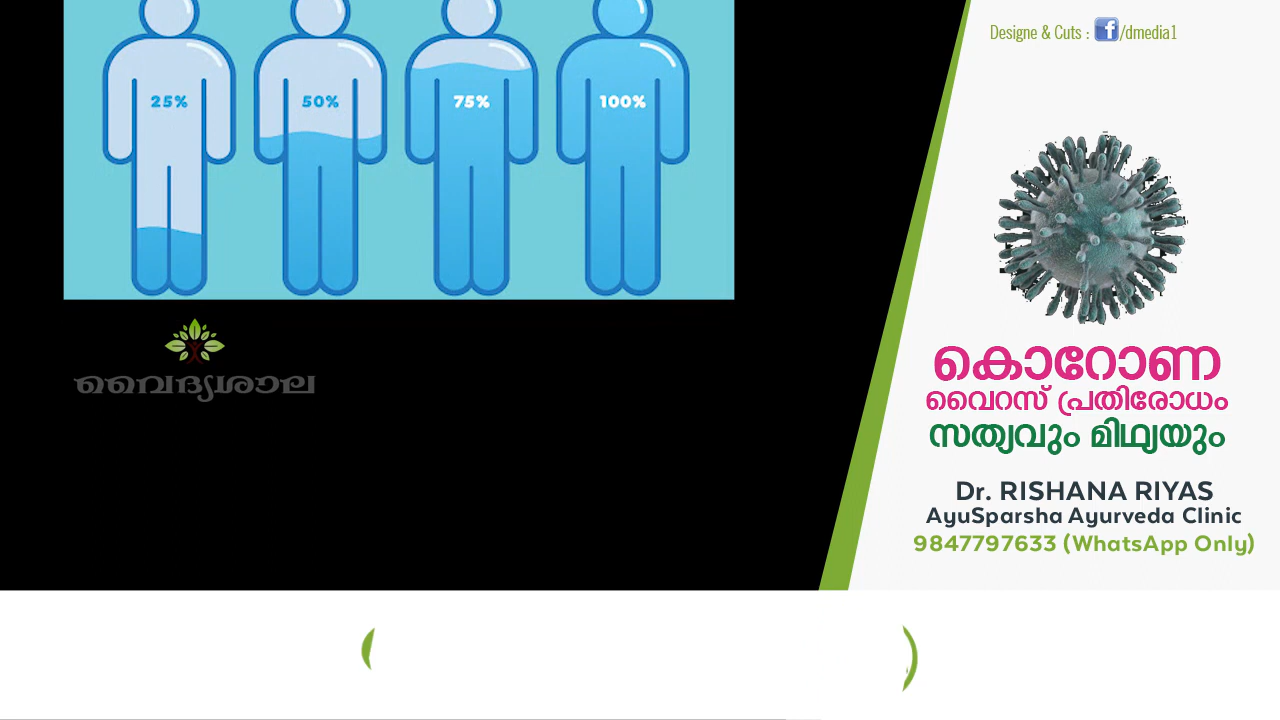 25% 50% 75% 100%
Designe & Cuts : f/dmedia1
വൈദ്യശാല
കൊറോണ
വൈറസ് പ്രതിരോധം
സത്യവും മിഥ്യയും
Dr. RISHANA RIYAS
AyuSparsha Ayurveda Clinic
9847797633 (WhatsApp Only)